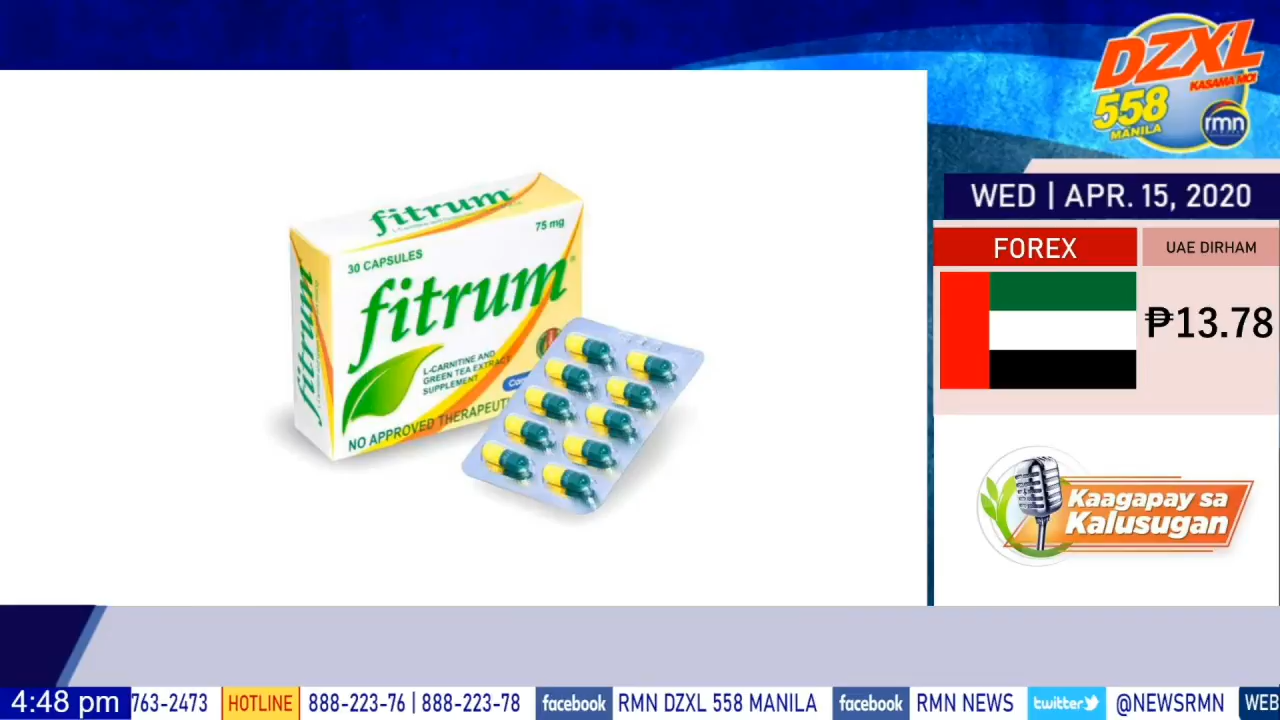 DZXL
KASAMA MO!
558
MANILA
rmn
WED | APR. 15, 2020
FOREX
UAE DIRHAM
₱13.78
fitrum
75 mg
30 CAPSULES
fitrum®
fitrum
L-CARNITINE AND
GREEN TEA EXTRACT
SUPPLEMENT
NO APPROVED THERAPEUT
Kaagapay sa
Kalusugan
4:48 pm 763-2473 HOTLINE 888-223-76 | 888-223-78 facebook RMN DZXL 558 MANILA facebook RMN NEWS twitter @NEWSRMN WEB